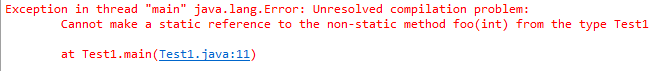 Exception in thread "main" java.lang.Error: Unresolved compilation problem:
Cannot make a static reference to the non-static method foo(int) from the type Test1
at Test1.main(Test1.java:11)